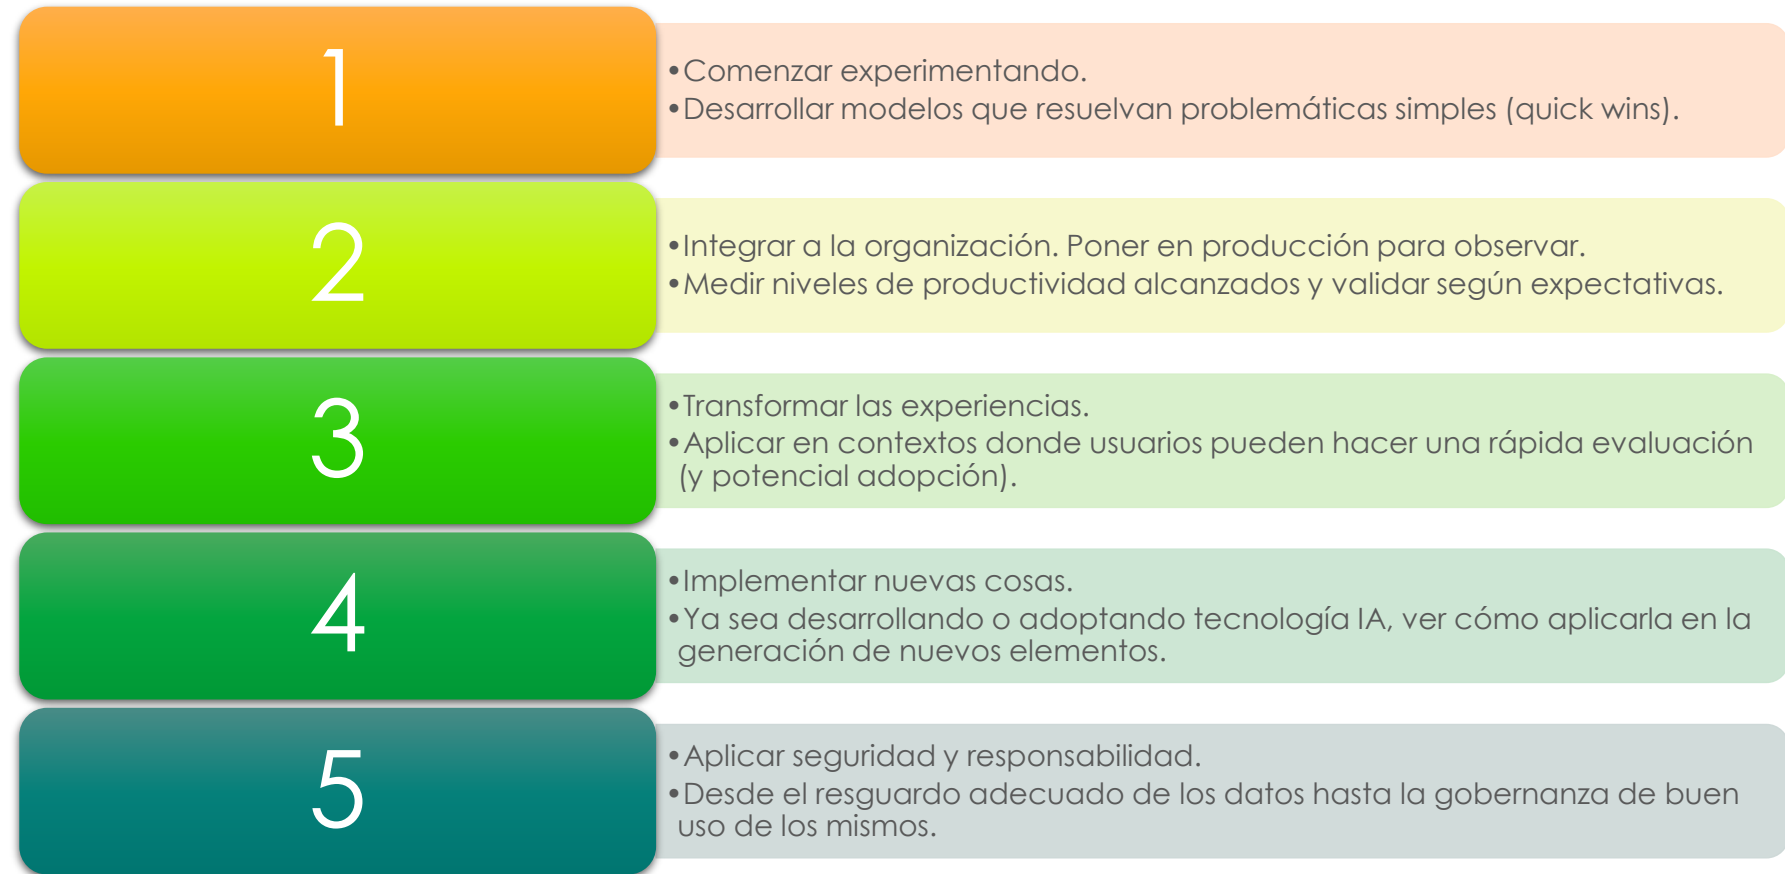 1
•Comenzar experimentando.
•Desarrollar modelos que resuelvan problemáticas simples (quick wins).
2
•Integrar a la organización. Poner en producción para observar.
•Medir niveles de productividad alcanzados y validar según expectativas.
3
•Transformar las experiencias.
•Aplicar en contextos donde usuarios pueden hacer una rápida evaluación
(y potencial adopción).
4
•Implementar nuevas cosas.
•Ya sea desarrollando o adoptando tecnología IA, ver cómo aplicarla en la
generación de nuevos elementos.
5
•Aplicar seguridad y responsabilidad.
•Desde el resguardo adecuado de los datos hasta la gobernanza de buen
uso de los mismos.